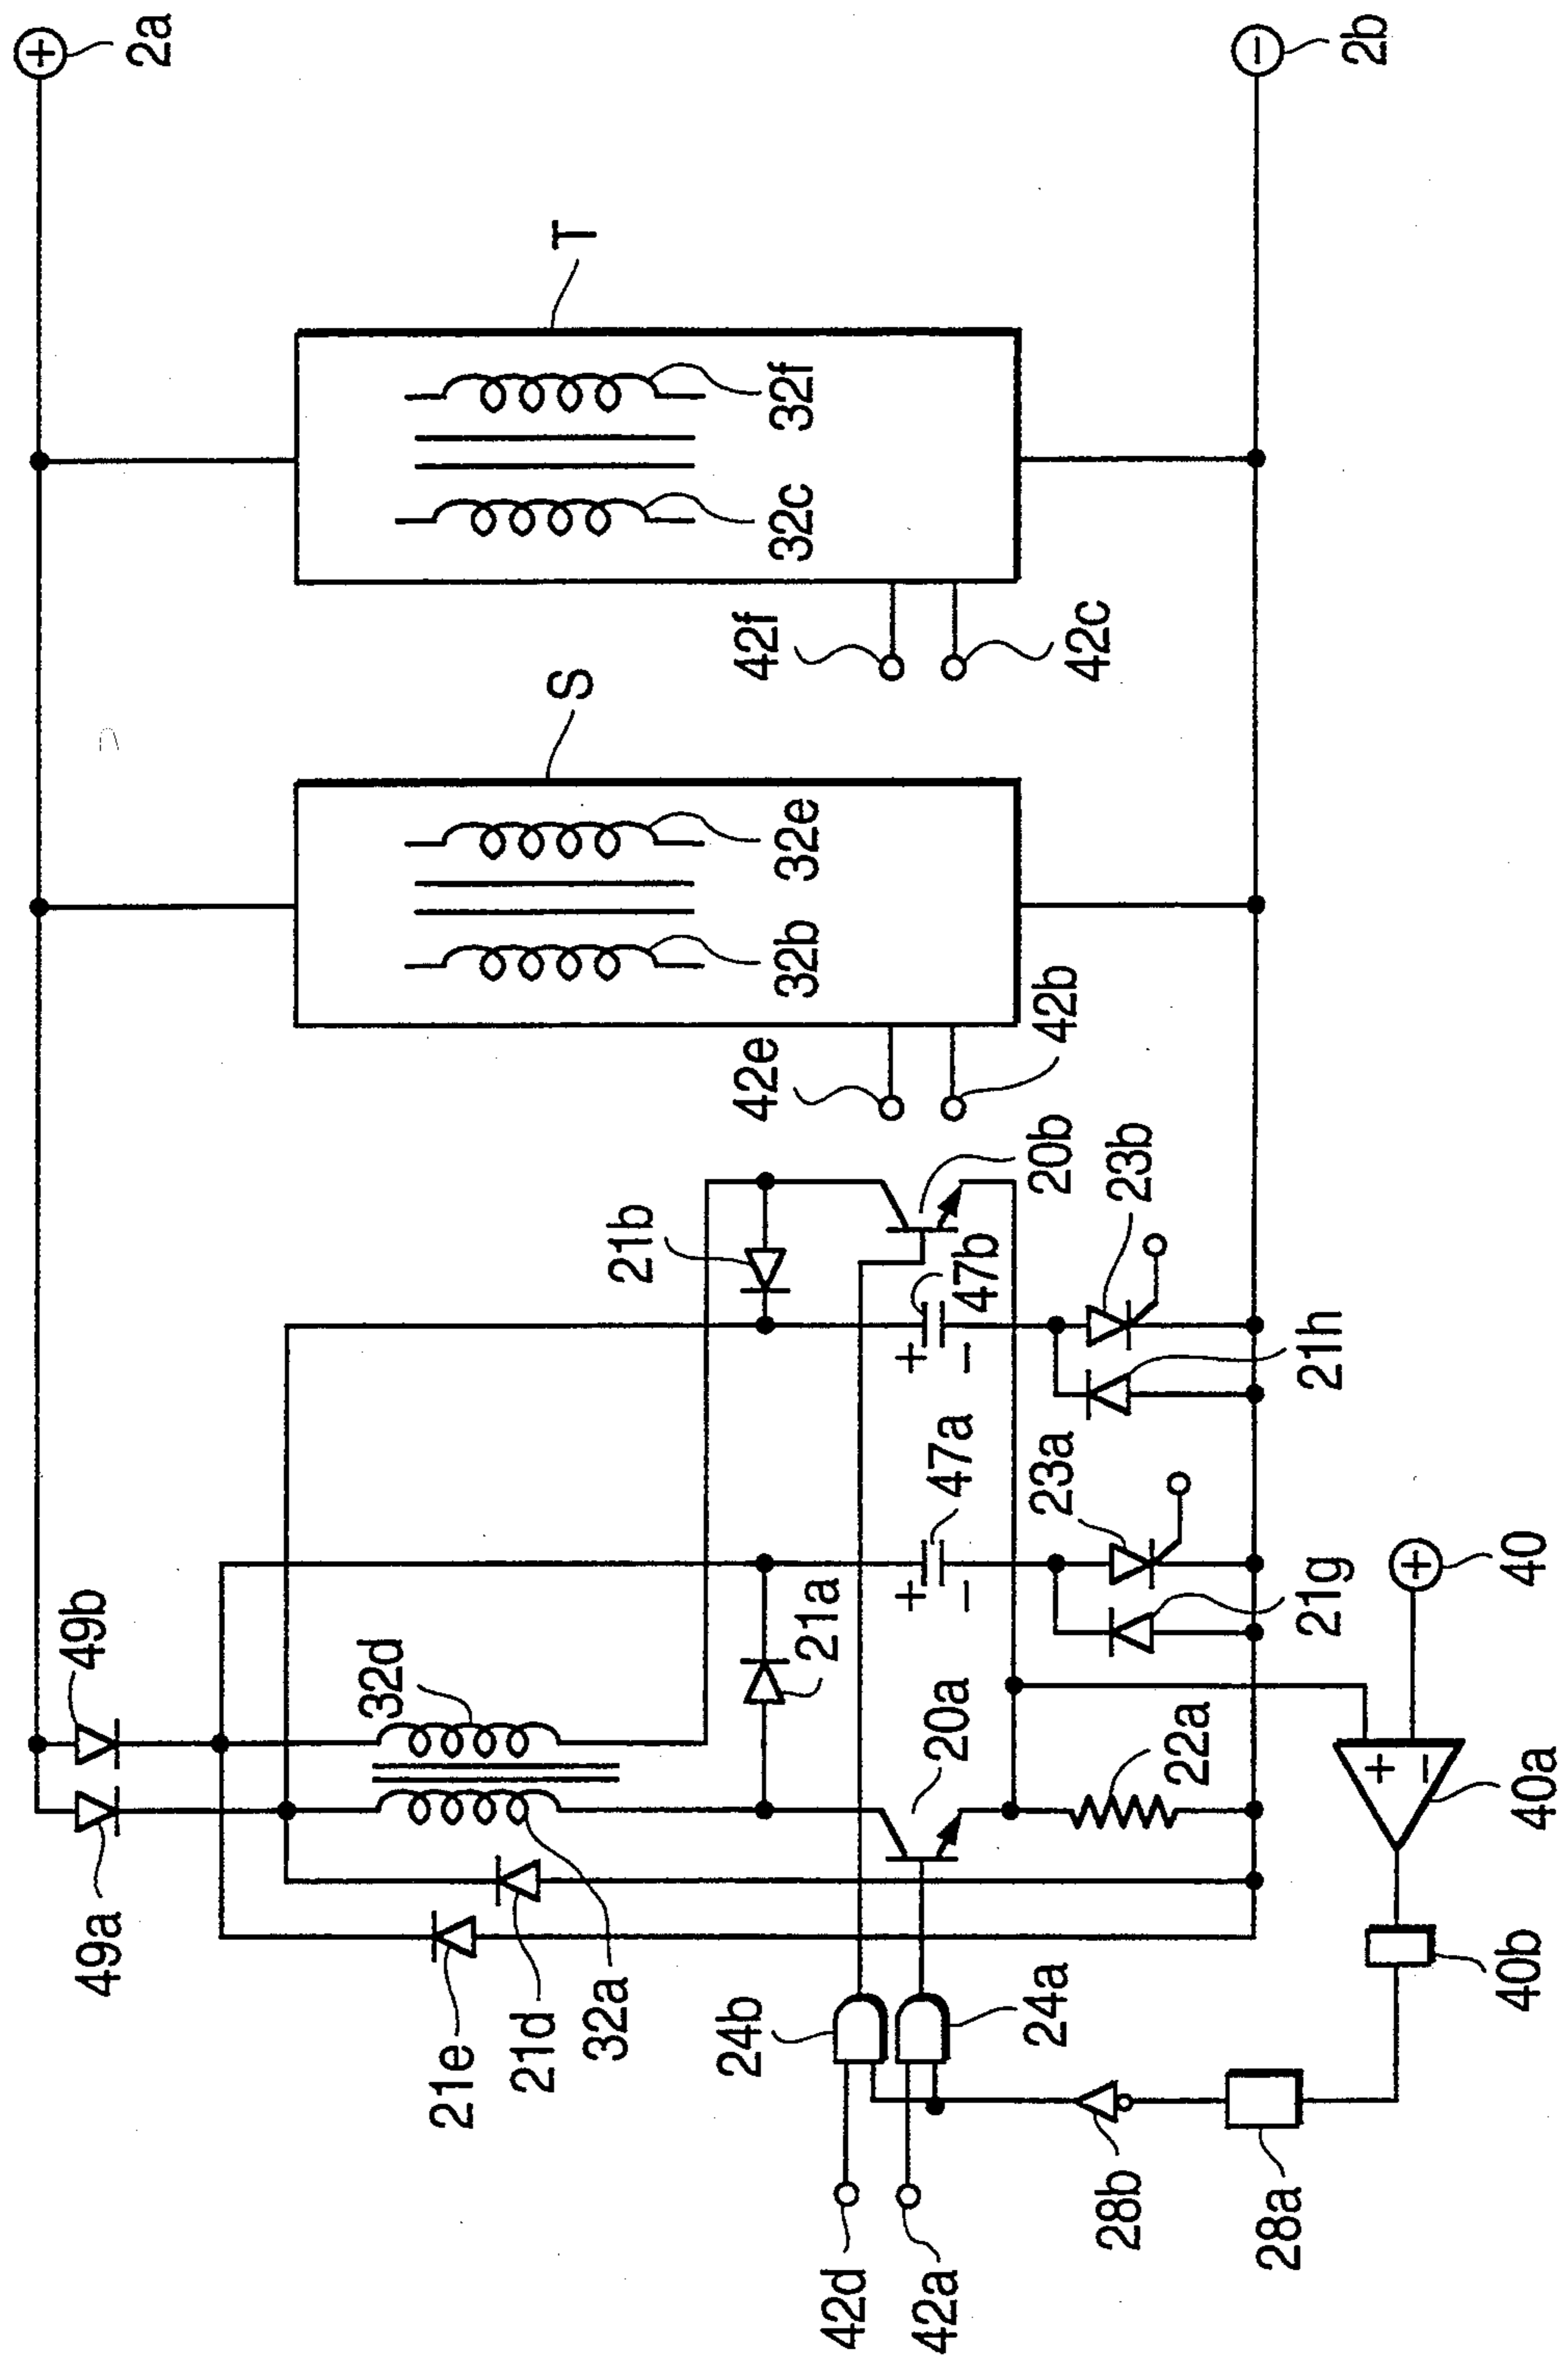 2a
2b
T
32f
32c
42f
42c
S
32e
32b
42e
42b
20b
23b
21b
47b
+
−
21h
47a
+
−
23a
21g
40
+
49b
32d
21a
20a
22a
+
−
40a
49a
40b
21e
21d
32a
24b
24a
28b
28a
42d
42a
+
−